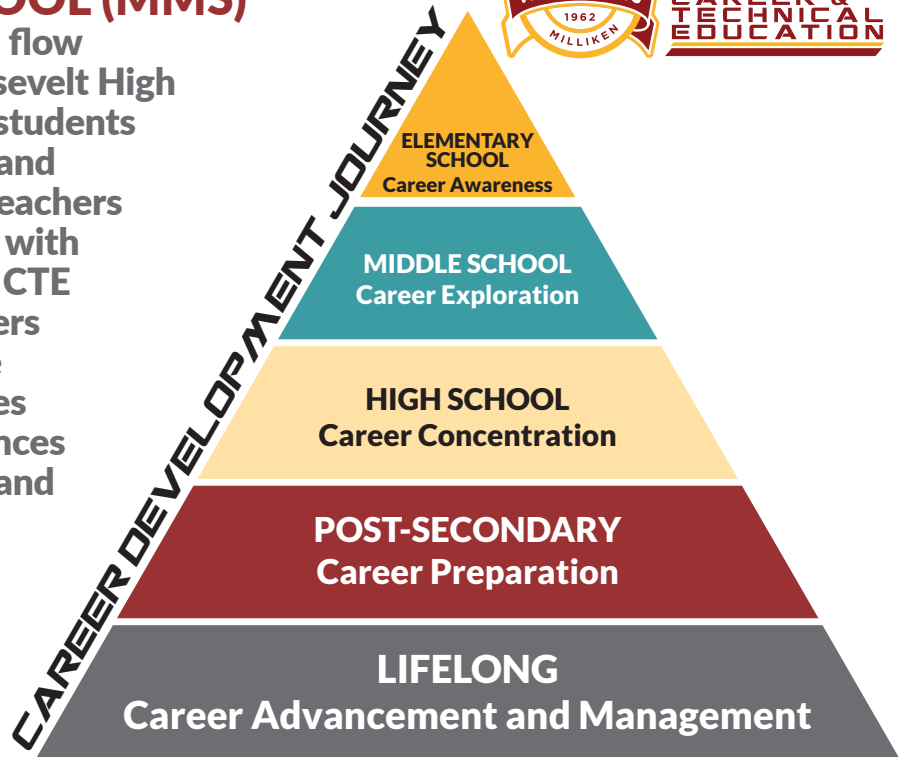 OOL (MMS)
flow
sevelt High
students
and
eachers
with
CTE
ers
es
nces
and
CAREER DEVELOPMENT JOURNEY
1962
MILLIKEN
CAREER &
TECHNICAL
EDUCATION
ELEMENTARY
SCHOOL
Career Awareness
MIDDLE SCHOOL
Career Exploration
HIGH SCHOOL
Career Concentration
POST-SECONDARY
Career Preparation
LIFELONG
Career Advancement and Management